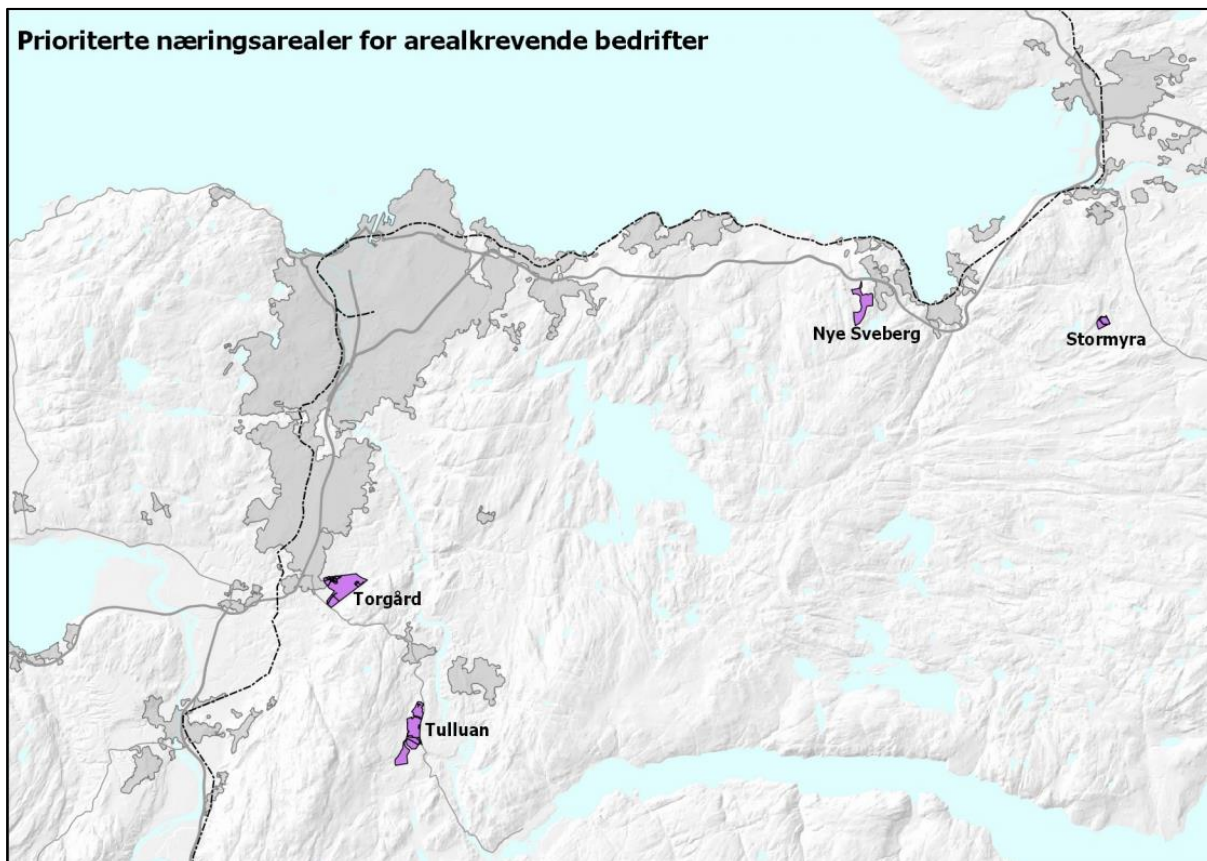 Prioriterte næringsarealer for arealkrevende bedrifter
Nye Sveberg
Stormyra
Torgård
Tulluan